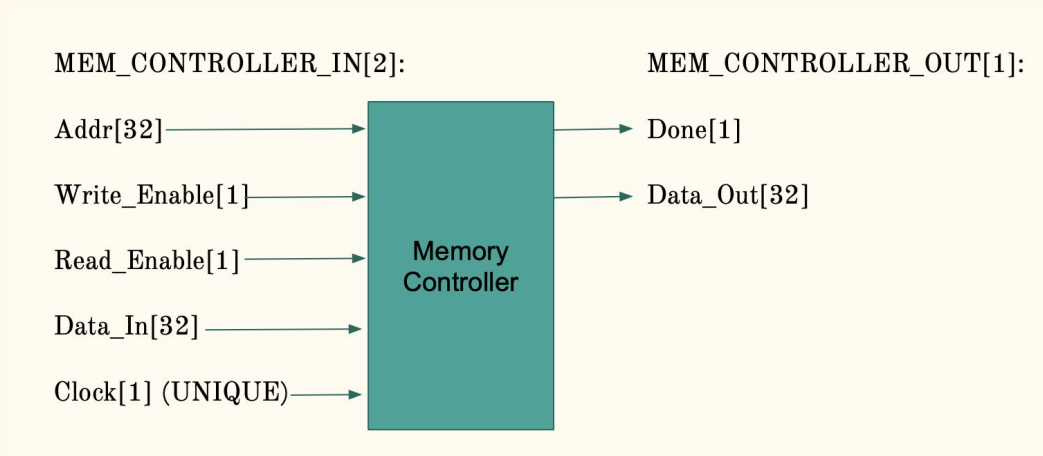 MEM_CONTROLLER_IN[2]:
MEM_CONTROLLER_OUT[1]:
Addr[32]
Done[1]
Write_Enable[1]
Data_Out[32]
Read_Enable[1]
Memory
Controller
Data_In[32]
Clock[1] (UNIQUE)